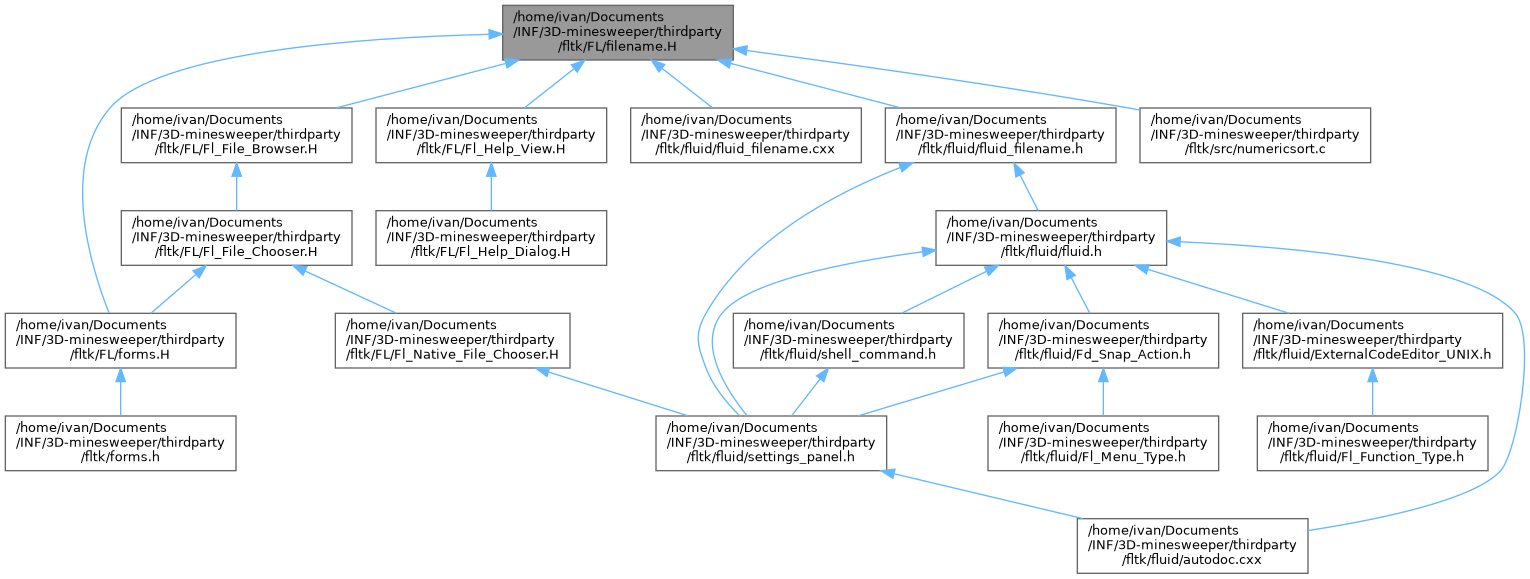 /home/ivan/Documents
/INF/3D-minesweeper/thirdparty
/fltk/FL/filename.H
/home/ivan/Documents
/INF/3D-minesweeper/thirdparty
/fltk/FL/Fl_File_Browser.H
/home/ivan/Documents
/INF/3D-minesweeper/thirdparty
/fltk/FL/Fl_Help_View.H
/home/ivan/Documents
/INF/3D-minesweeper/thirdparty
/fltk/fluid/fluid_filename.cxx
/home/ivan/Documents
/INF/3D-minesweeper/thirdparty
/fltk/fluid/fluid_filename.h
/home/ivan/Documents
/INF/3D-minesweeper/thirdparty
/fltk/src/numericsort.c
/home/ivan/Documents
/INF/3D-minesweeper/thirdparty
/fltk/FL/Fl_File_Chooser.H
/home/ivan/Documents
/INF/3D-minesweeper/thirdparty
/fltk/FL/Fl_Help_Dialog.H
/home/ivan/Documents
/INF/3D-minesweeper/thirdparty
/fltk/fluid/fluid.h
/home/ivan/Documents
/INF/3D-minesweeper/thirdparty
/fltk/FL/forms.H
/home/ivan/Documents
/INF/3D-minesweeper/thirdparty
/fltk/FL/Fl_Native_File_Chooser.H
/home/ivan/Documents
/INF/3D-minesweeper/thirdparty
/fltk/fluid/shell_command.h
/home/ivan/Documents
/INF/3D-minesweeper/thirdparty
/fltk/fluid/Fd_Snap_Action.h
/home/ivan/Documents
/INF/3D-minesweeper/thirdparty
/fltk/fluid/ExternalCodeEditor_UNIX.h
/home/ivan/Documents
/INF/3D-minesweeper/thirdparty
/fltk/forms.h
/home/ivan/Documents
/INF/3D-minesweeper/thirdparty
/fltk/fluid/settings_panel.h
/home/ivan/Documents
/INF/3D-minesweeper/thirdparty
/fltk/fluid/Fl_Menu_Type.h
/home/ivan/Documents
/INF/3D-minesweeper/thirdparty
/fltk/fluid/Fl_Function_Type.h
/home/ivan/Documents
/INF/3D-minesweeper/thirdparty
/fltk/fluid/autodoc.cxx